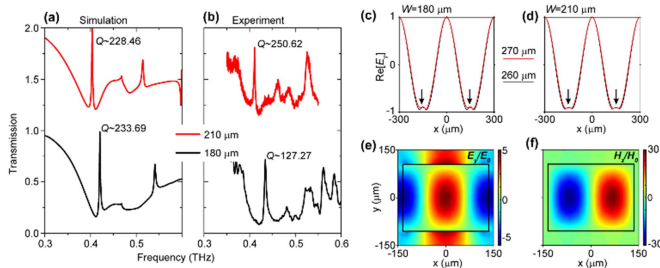 (a) Simulation
(b) Experiment
(c) W=180 μm
(d) W=210 μm
Q~228.46
Q~250.62
Q~233.69
Q~127.27
210 μm
180 μm
Transmission
2.0
1.5
1.0
0.5
0.0
0.3 0.4 0.5
0.3 0.4 0.5 0.6
Frequency (THz)
Re[Ez]
1
0
-1
-300 0 300
x (μm)
-300 0 300
x (μm)
270 μm
260 μm
(e) Ez/E0
(f) Hz/H0
y (μm)
150
0
-150
-150 0 150
x (μm)
5
0
-5
-150 0 150
x (μm)
30
0
-30